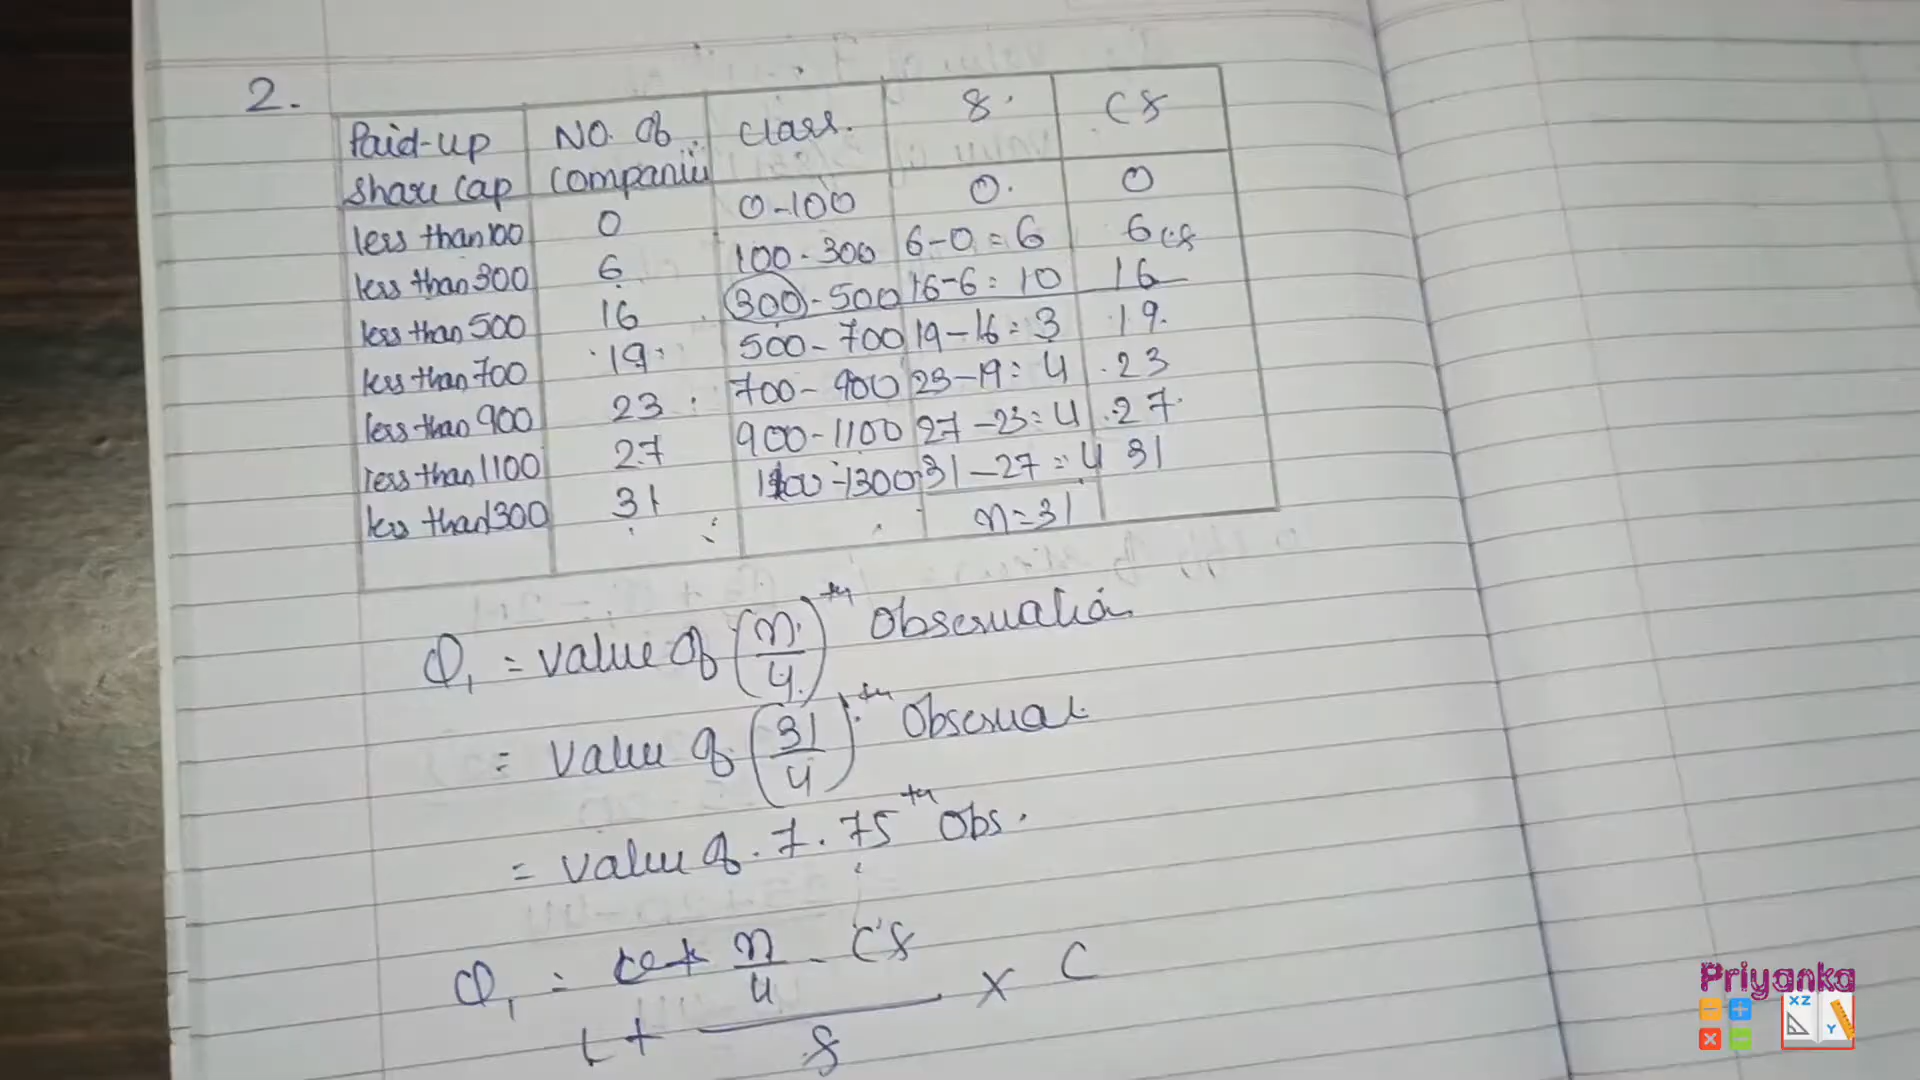 2.
Paid-up NO. of class. f. cf
share cap companies
less than 100 0 0-100 0. 0
less than 300 6 100-300 6-0=6 6 cf
less than 500 16 300-500 16-6=10 16
less than 700 19 500-700 19-16=3 19.
less than 900 23 700-900 23-19=4 23
less than 1100 27 900-1100 27-23=4 27.
less than 1300 31 1100-1300 31-27=4 31
n=31
Q1 = value of (n/4)th Observation
= value of (31/4)th Observat
= value of 7.75th Obs.
Q1 = n/4 - cf
l + ——— × C
f
Priyanka
XZ
Y